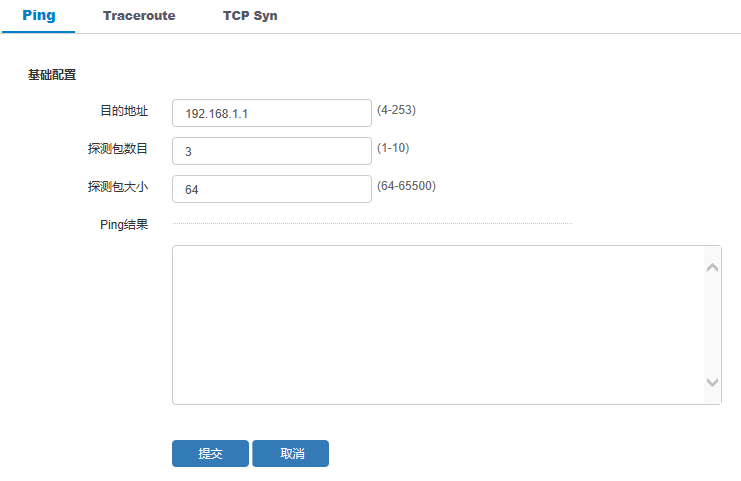 Ping Traceroute TCP Syn
基础配置
目的地址 192.168.1.1 (4-253)
探测包数目 3 (1-10)
探测包大小 64 (64-65500)
Ping结果
提交 取消